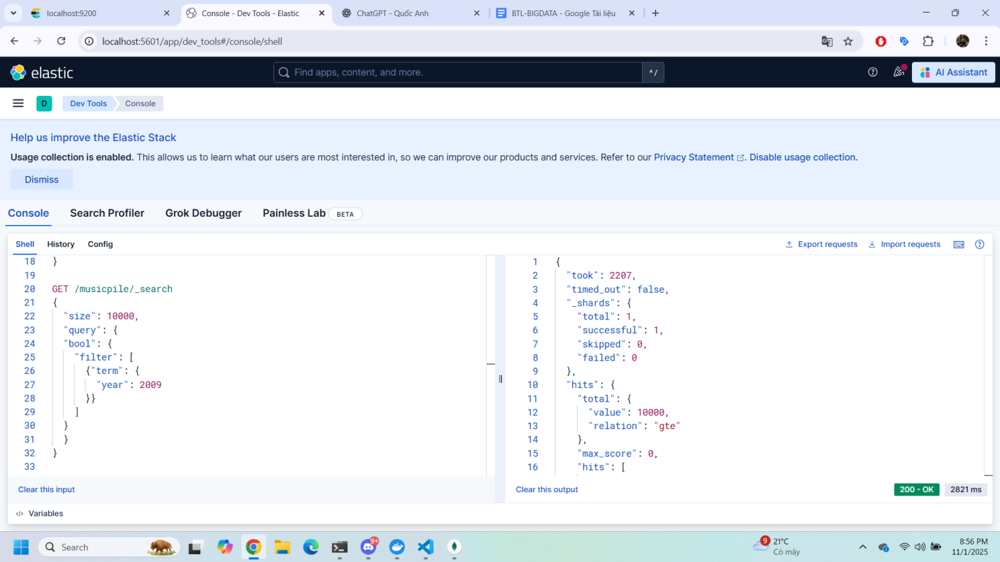 localhost:9200
Console - Dev Tools - Elastic
ChatGPT - Quốc Anh
BTL-BIGDATA - Google Tài liệu
localhost:5601/app/dev_tools#/console/shell
elastic
Find apps, content, and more.
^/
AI Assistant
D
Dev Tools
Console
Help us improve the Elastic Stack
Usage collection is enabled. This allows us to learn what our users are most interested in, so we can improve our products and services. Refer to our Privacy Statement. Disable usage collection.
Dismiss
Console
Search Profiler
Grok Debugger
Painless Lab
BETA
Shell
History
Config
Export requests
Import requests
18 }
19
20 GET /musicpile/_search
21 {
22 "size": 10000,
23 "query": {
24 "bool": {
25 "filter": [
26 {"term": {
27 "year": 2009
28 }}
29 ]
30 }
31 }
32 }
33
1 {
2 "took": 2207,
3 "timed_out": false,
4 "_shards": {
5 "total": 1,
6 "successful": 1,
7 "skipped": 0,
8 "failed": 0
9 },
10 "hits": {
11 "total": {
12 "value": 10000,
13 "relation": "gte"
14 },
15 "max_score": 0,
16 "hits": [
Clear this input
Clear this output
200 - OK
2821 ms
</> Variables
Search
9+
9
21°C
Có mây
8:56 PM
11/1/2025